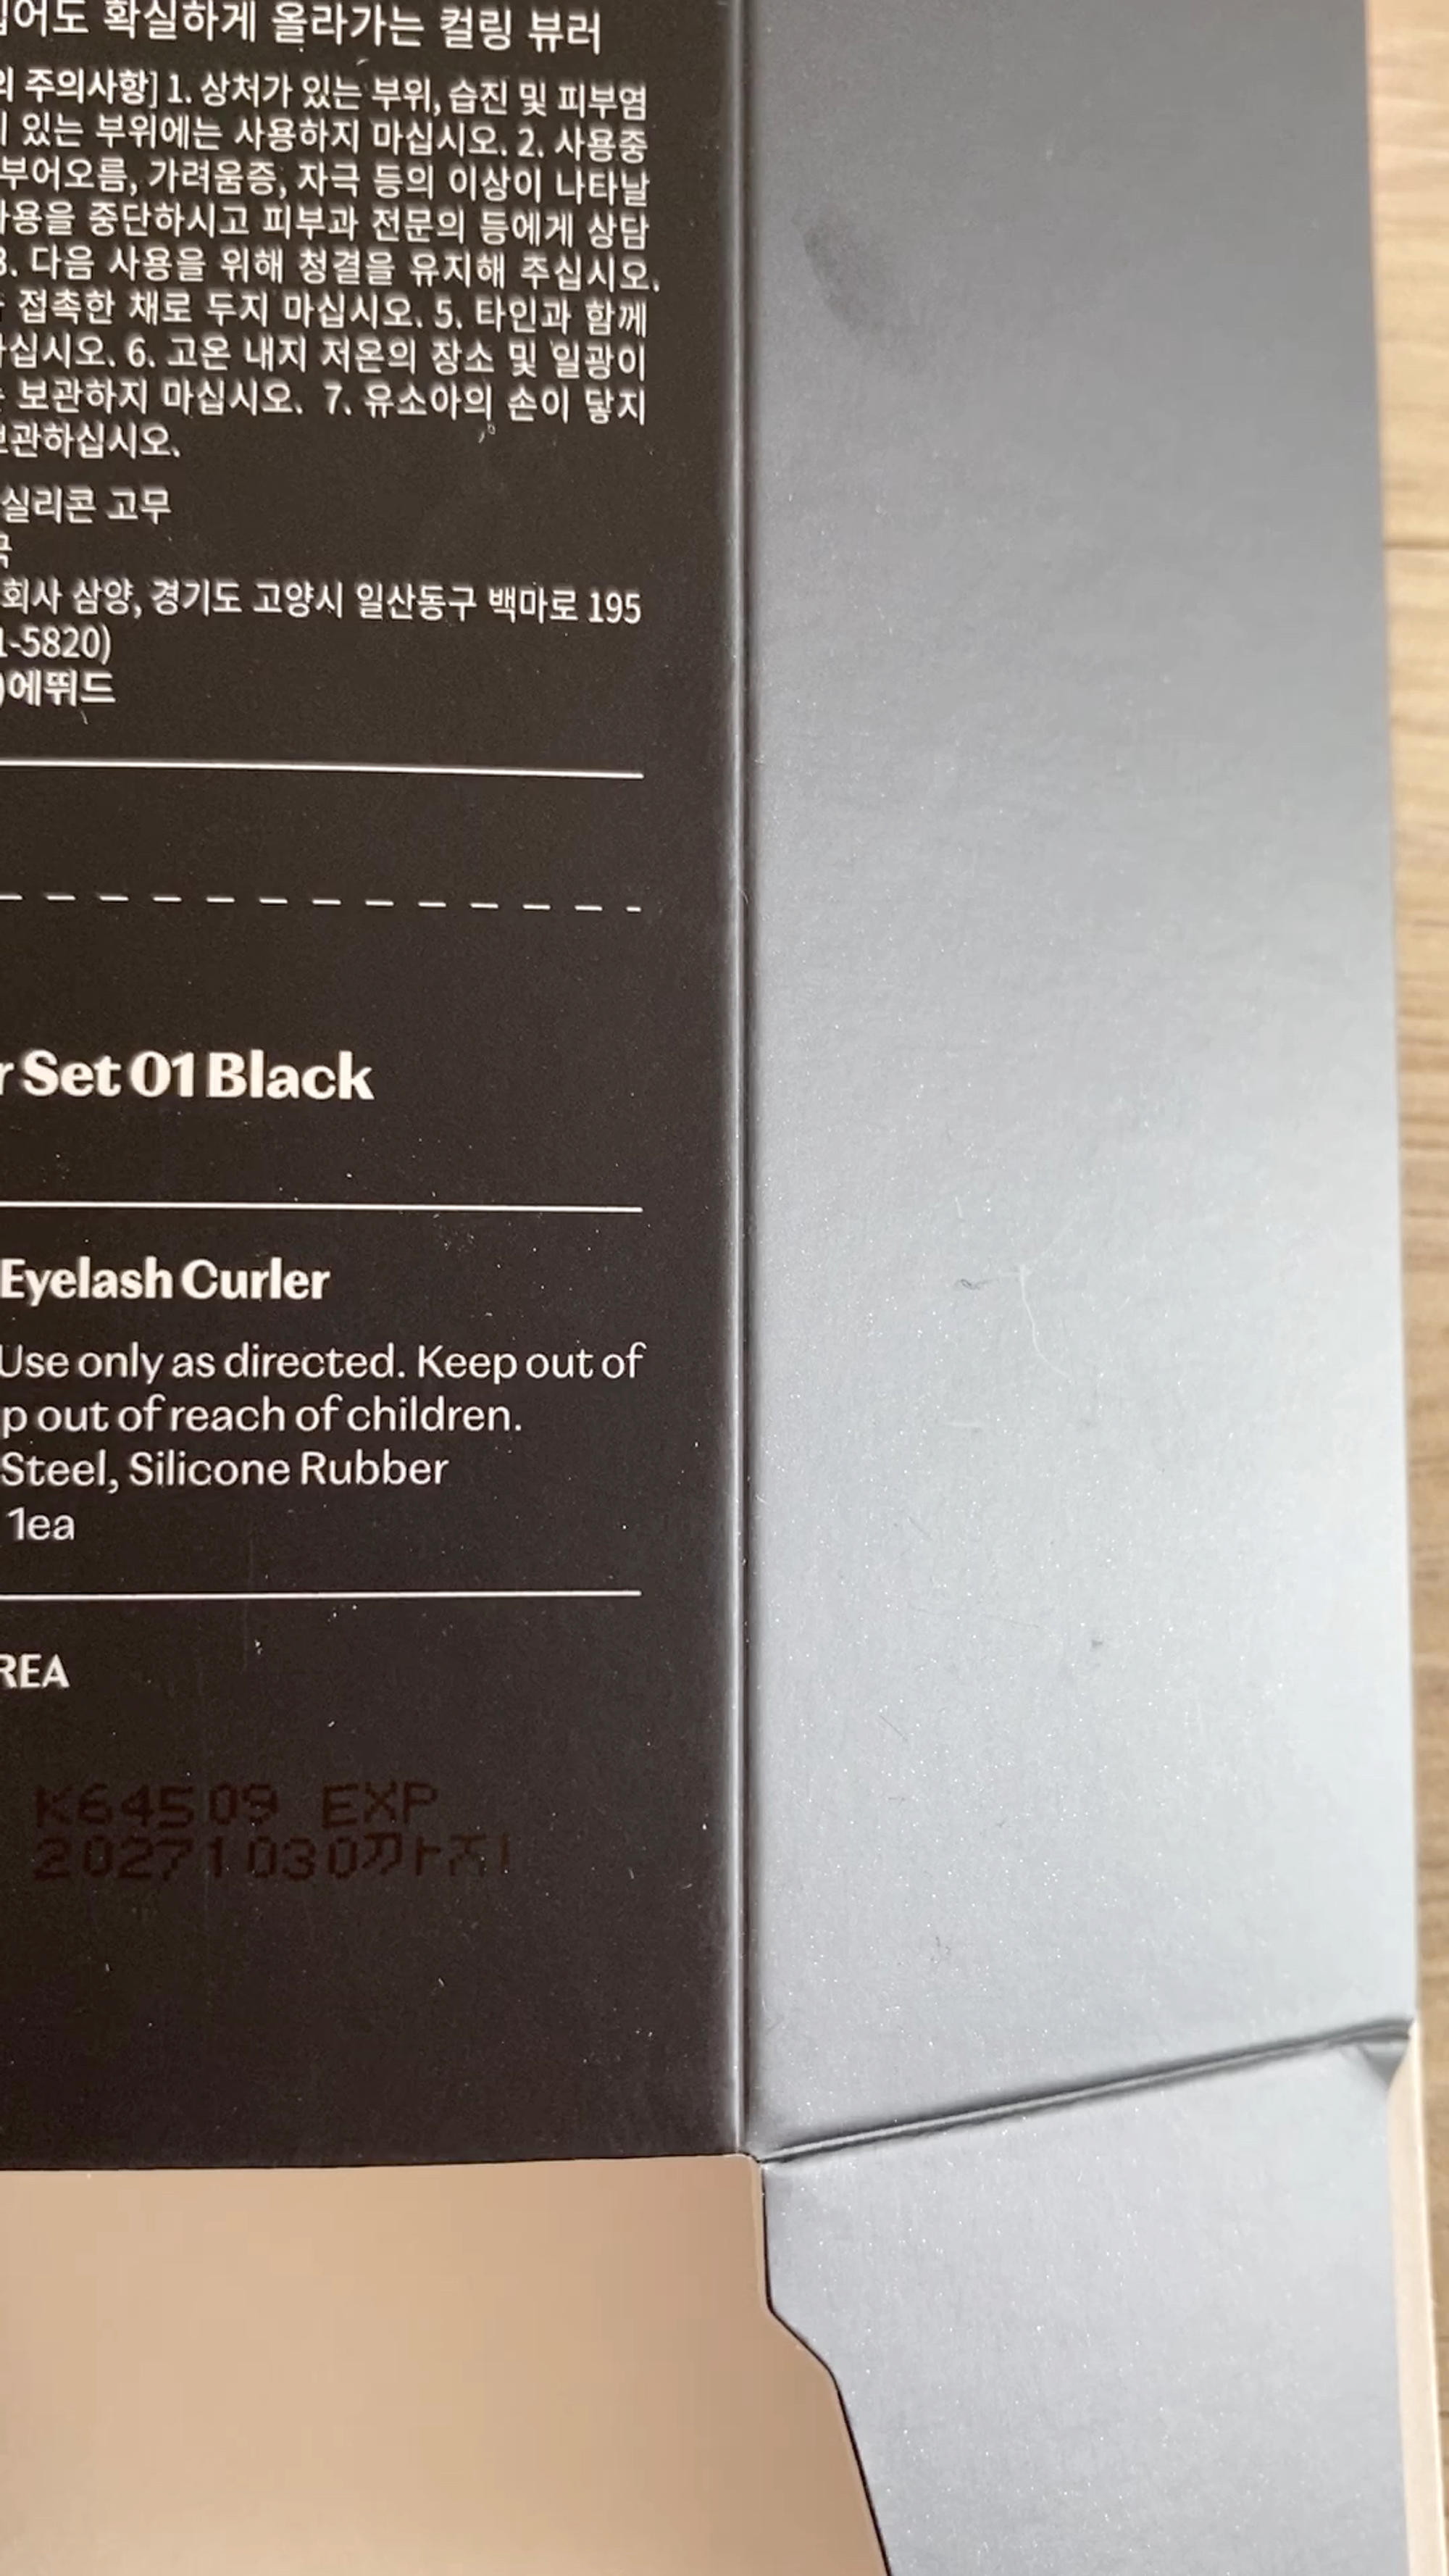 집어도 확실하게 올라가는 컬링 뷰러
의 주의사항] 1. 상처가 있는 부위, 습진 및 피부염
있는 부위에는 사용하지 마십시오. 2. 사용중
부어오름, 가려움증, 자극 등의 이상이 나타날
사용을 중단하시고 피부과 전문의 등에게 상담
3. 다음 사용을 위해 청결을 유지해 주십시오.
접촉한 채로 두지 마십시오. 5. 타인과 함께
마십시오. 6. 고온 내지 저온의 장소 및 일광이
보관하지 마십시오. 7. 유소아의 손이 닿지
보관하십시오.
실리콘 고무
국
회사 삼양, 경기도 고양시 일산동구 백마로 195
1-5820)
)에뛰드
r Set 01 Black
Eyelash Curler
Use only as directed. Keep out of
p out of reach of children.
Steel, Silicone Rubber
1ea
REA
K64509 EXP
20271030까지